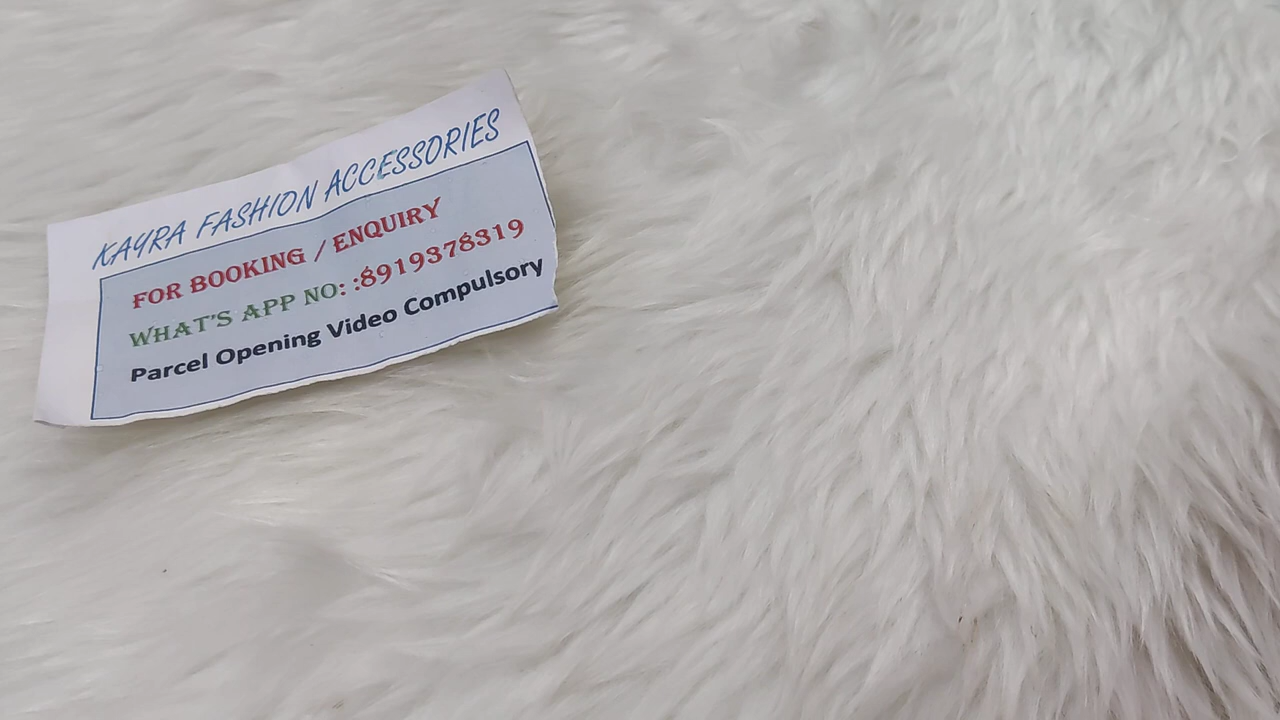 KAYRA FASHION ACCESSORIES
FOR BOOKING / ENQUIRY
WHAT'S APP NO: :8919378319
Parcel Opening Video Compulsory